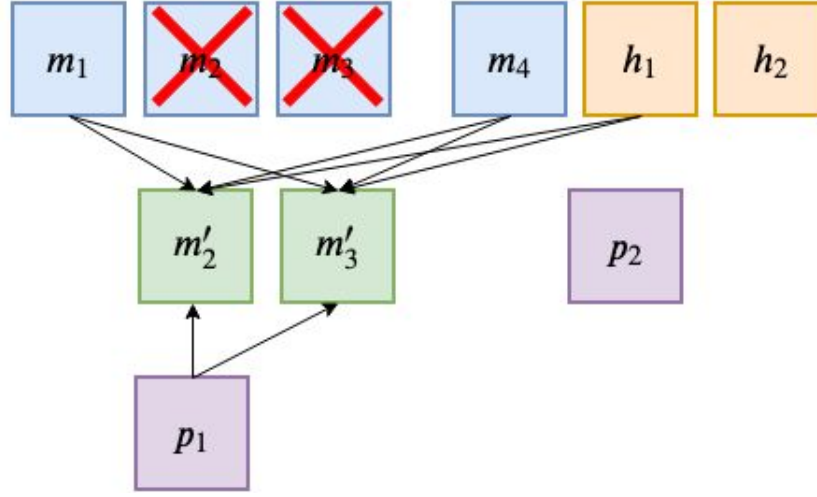 m₁ m₂ m₃ m₄ h₁ h₂
m′₂ m′₃ p₂
p₁